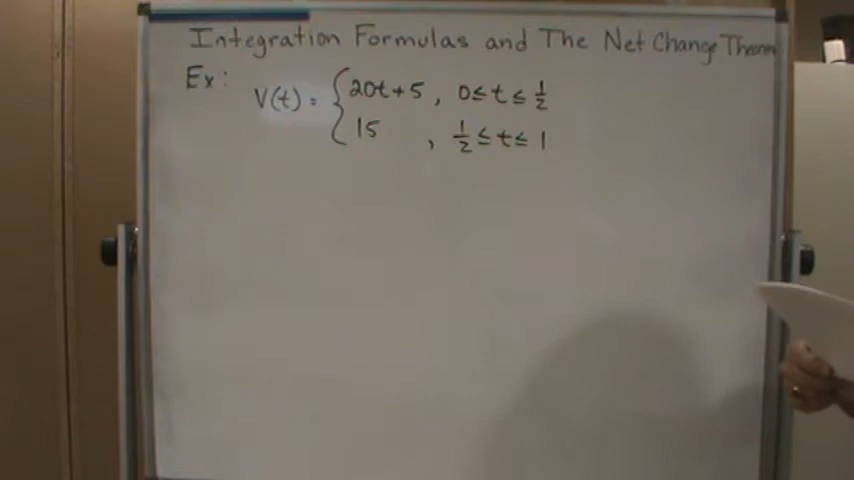 Integration Formulas and The Net Change Theorem
Ex: V(t) = { 20t + 5, 0 ≤ t ≤ 1/2
15, 1/2 ≤ t ≤ 1